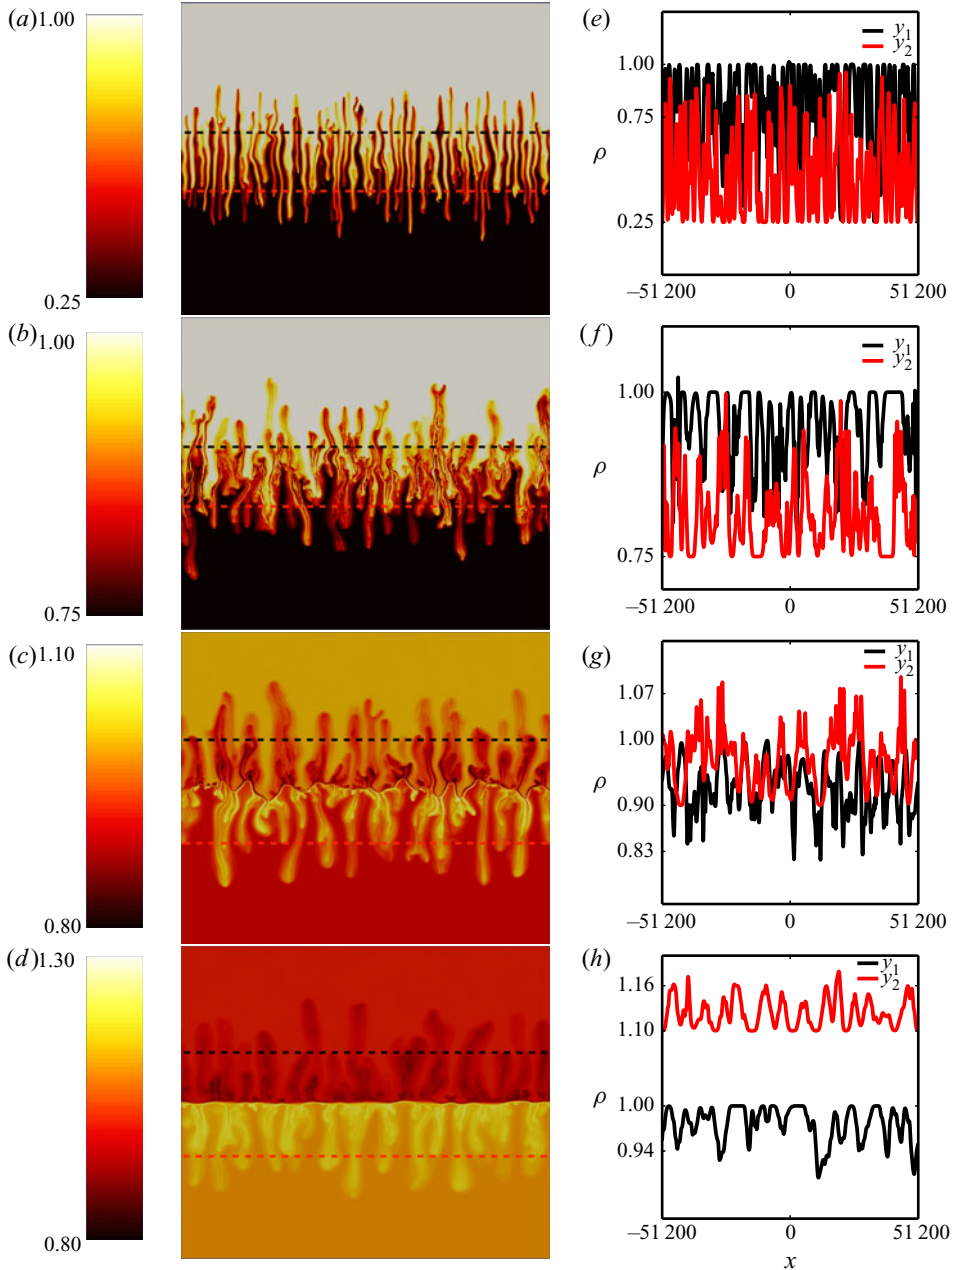 (a) 1.00
0.25
(e)
y1
y2
1.00
0.75
ρ
0.25
–51 200 0 51 200
(b) 1.00
0.75
(f)
y1
y2
1.00
ρ
0.75
–51 200 0 51 200
(c) 1.10
0.80
(g)
y1
y2
1.07
1.00
ρ
0.90
0.83
–51 200 0 51 200
(d) 1.30
0.80
(h)
y1
y2
1.16
1.10
ρ 1.00
0.94
–51 200 0 51 200
x